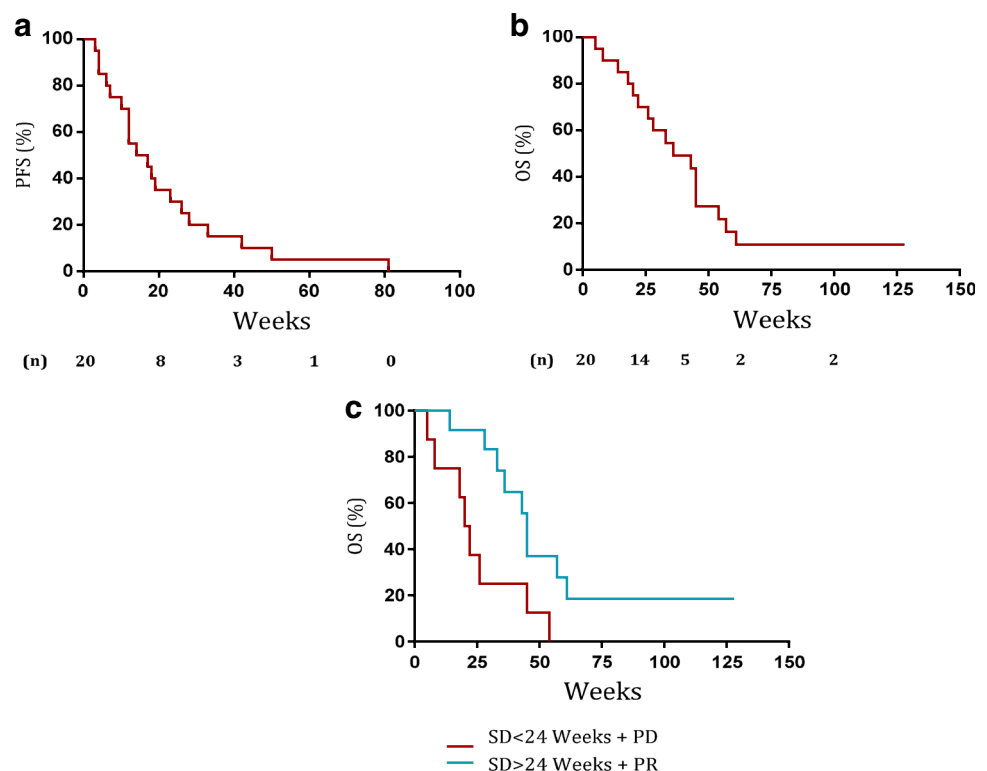 a
PFS (%)
100
80
60
40
20
0
0 20 40 60 80 100
Weeks
(n) 20 8 3 1 0
b
OS (%)
100
80
60
40
20
0
0 25 50 75 100 125 150
Weeks
(n) 20 14 5 2 2
c
OS (%)
100
80
60
40
20
0
0 25 50 75 100 125 150
Weeks
SD<24 Weeks + PD
SD>24 Weeks + PR